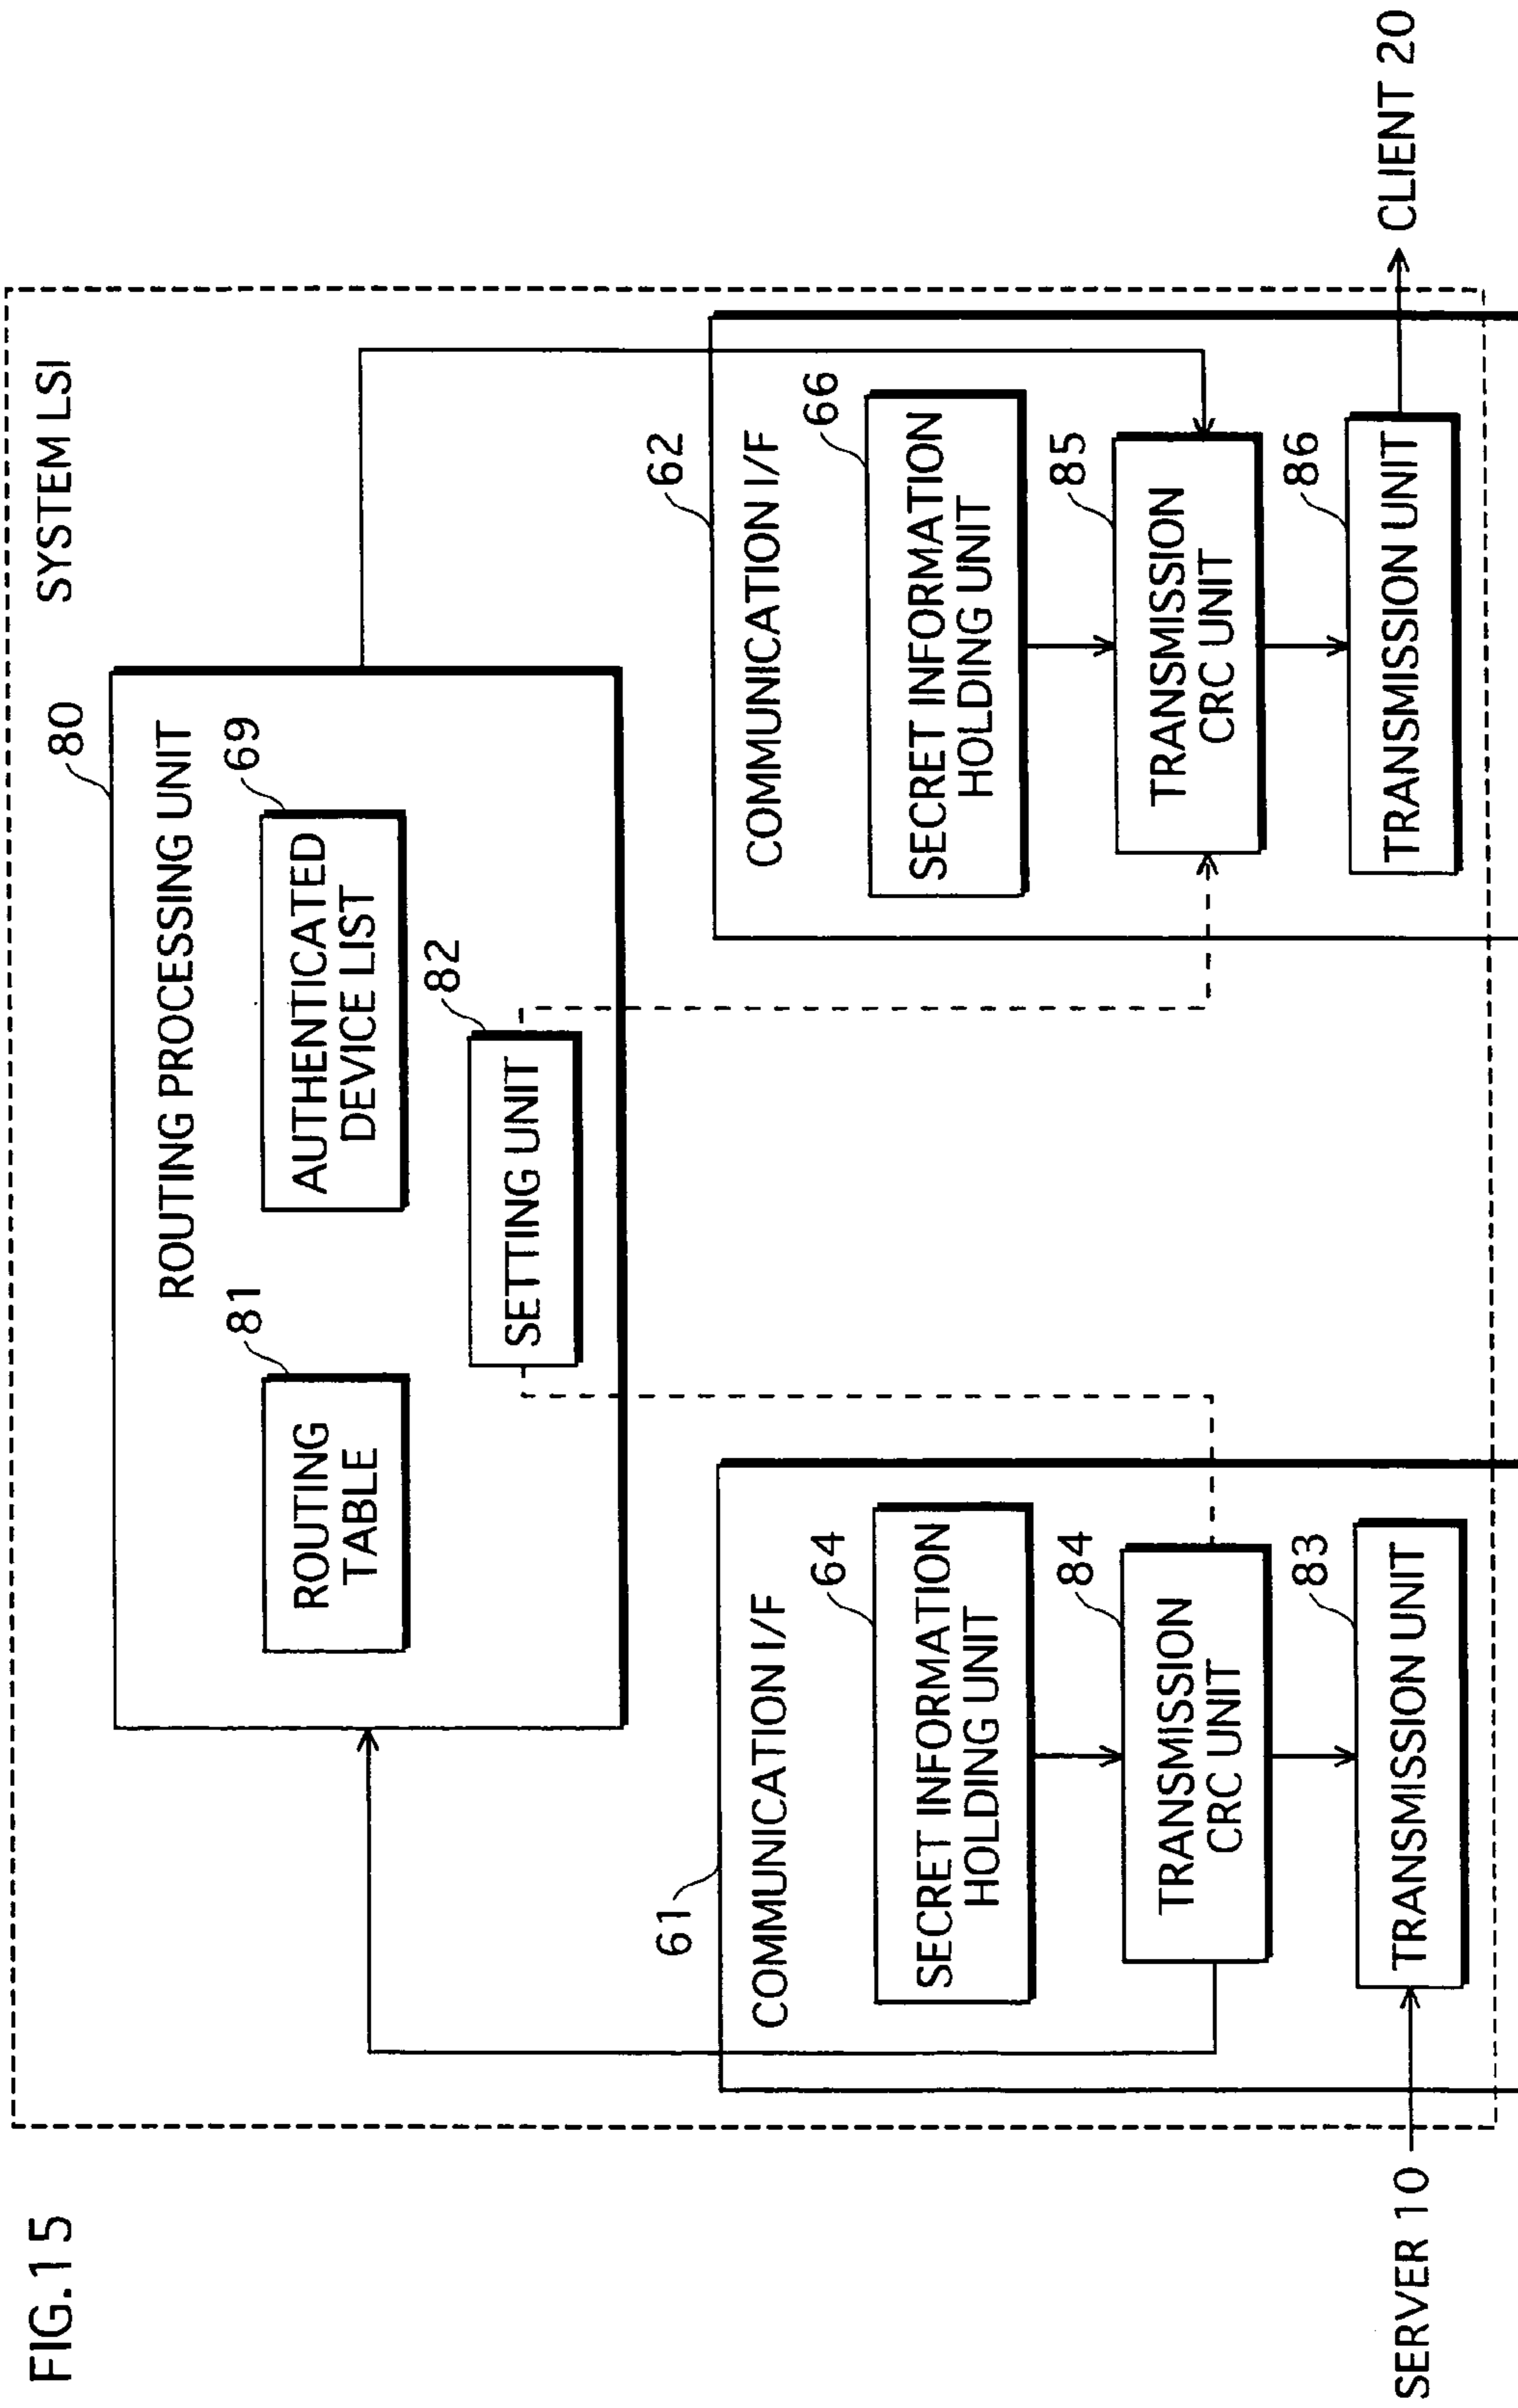 FIG.15
SYSTEM LSI
80
ROUTING PROCESSING UNIT
81
ROUTING
TABLE
69
AUTHENTICATED
DEVICE LIST
82
SETTING UNIT
61
COMMUNICATION I/F
64
SECRET INFORMATION
HOLDING UNIT
84
TRANSMISSION
CRC UNIT
83
TRANSMISSION UNIT
SERVER 10
62
COMMUNICATION I/F
66
SECRET INFORMATION
HOLDING UNIT
85
TRANSMISSION
CRC UNIT
86
TRANSMISSION UNIT
CLIENT 20